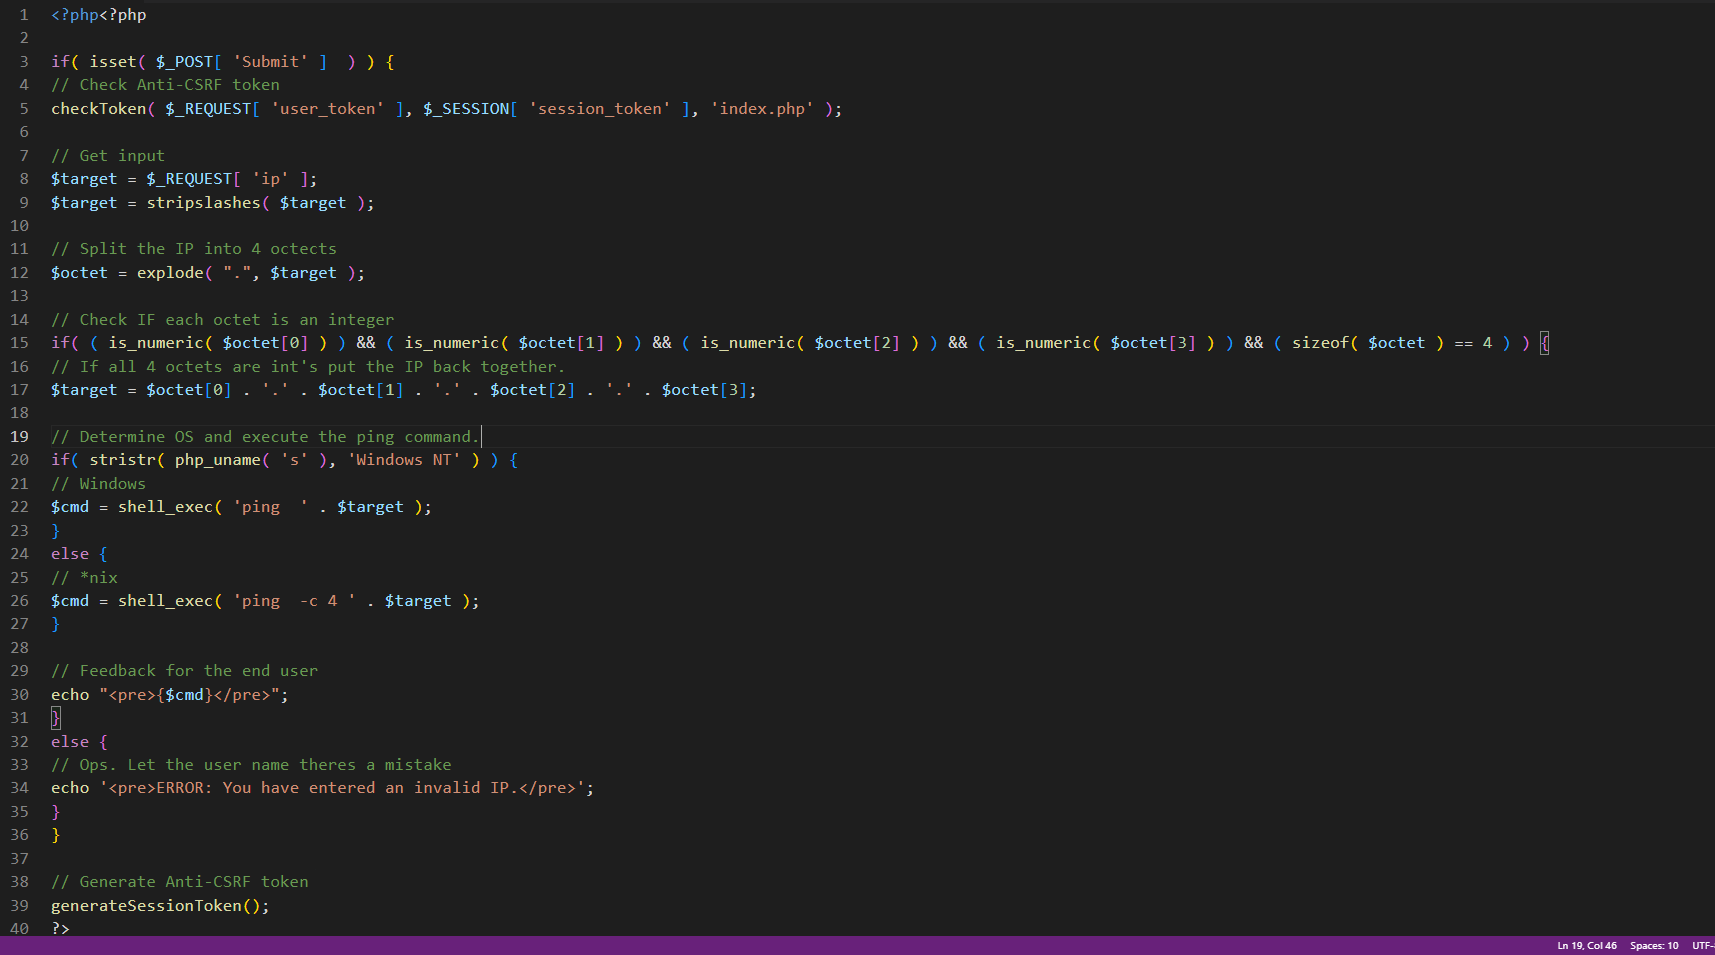 1 <?php<?php
2
3 if( isset( $_POST[ 'Submit' ]  ) ) {
4 // Check Anti-CSRF token
5 checkToken( $_REQUEST[ 'user_token' ], $_SESSION[ 'session_token' ], 'index.php' );
6
7 // Get input
8 $target = $_REQUEST[ 'ip' ];
9 $target = stripslashes( $target );
10
11 // Split the IP into 4 octects
12 $octet = explode( ".", $target );
13
14 // Check IF each octet is an integer
15 if( ( is_numeric( $octet[0] ) ) && ( is_numeric( $octet[1] ) ) && ( is_numeric( $octet[2] ) ) && ( is_numeric( $octet[3] ) ) && ( sizeof( $octet ) == 4 ) ) {
16 // If all 4 octets are int's put the IP back together.
17 $target = $octet[0] . '.' . $octet[1] . '.' . $octet[2] . '.' . $octet[3];
18
19 // Determine OS and execute the ping command.
20 if( stristr( php_uname( 's' ), 'Windows NT' ) ) {
21 // Windows
22 $cmd = shell_exec( 'ping  ' . $target );
23 }
24 else {
25 // *nix
26 $cmd = shell_exec( 'ping  -c 4 ' . $target );
27 }
28
29 // Feedback for the end user
30 echo "<pre>{$cmd}</pre>";
31 }
32 else {
33 // Ops. Let the user name theres a mistake
34 echo '<pre>ERROR: You have entered an invalid IP.</pre>';
35 }
36 }
37
38 // Generate Anti-CSRF token
39 generateSessionToken();
40 ?>
Ln 19, Col 46 Spaces: 10 UTF-